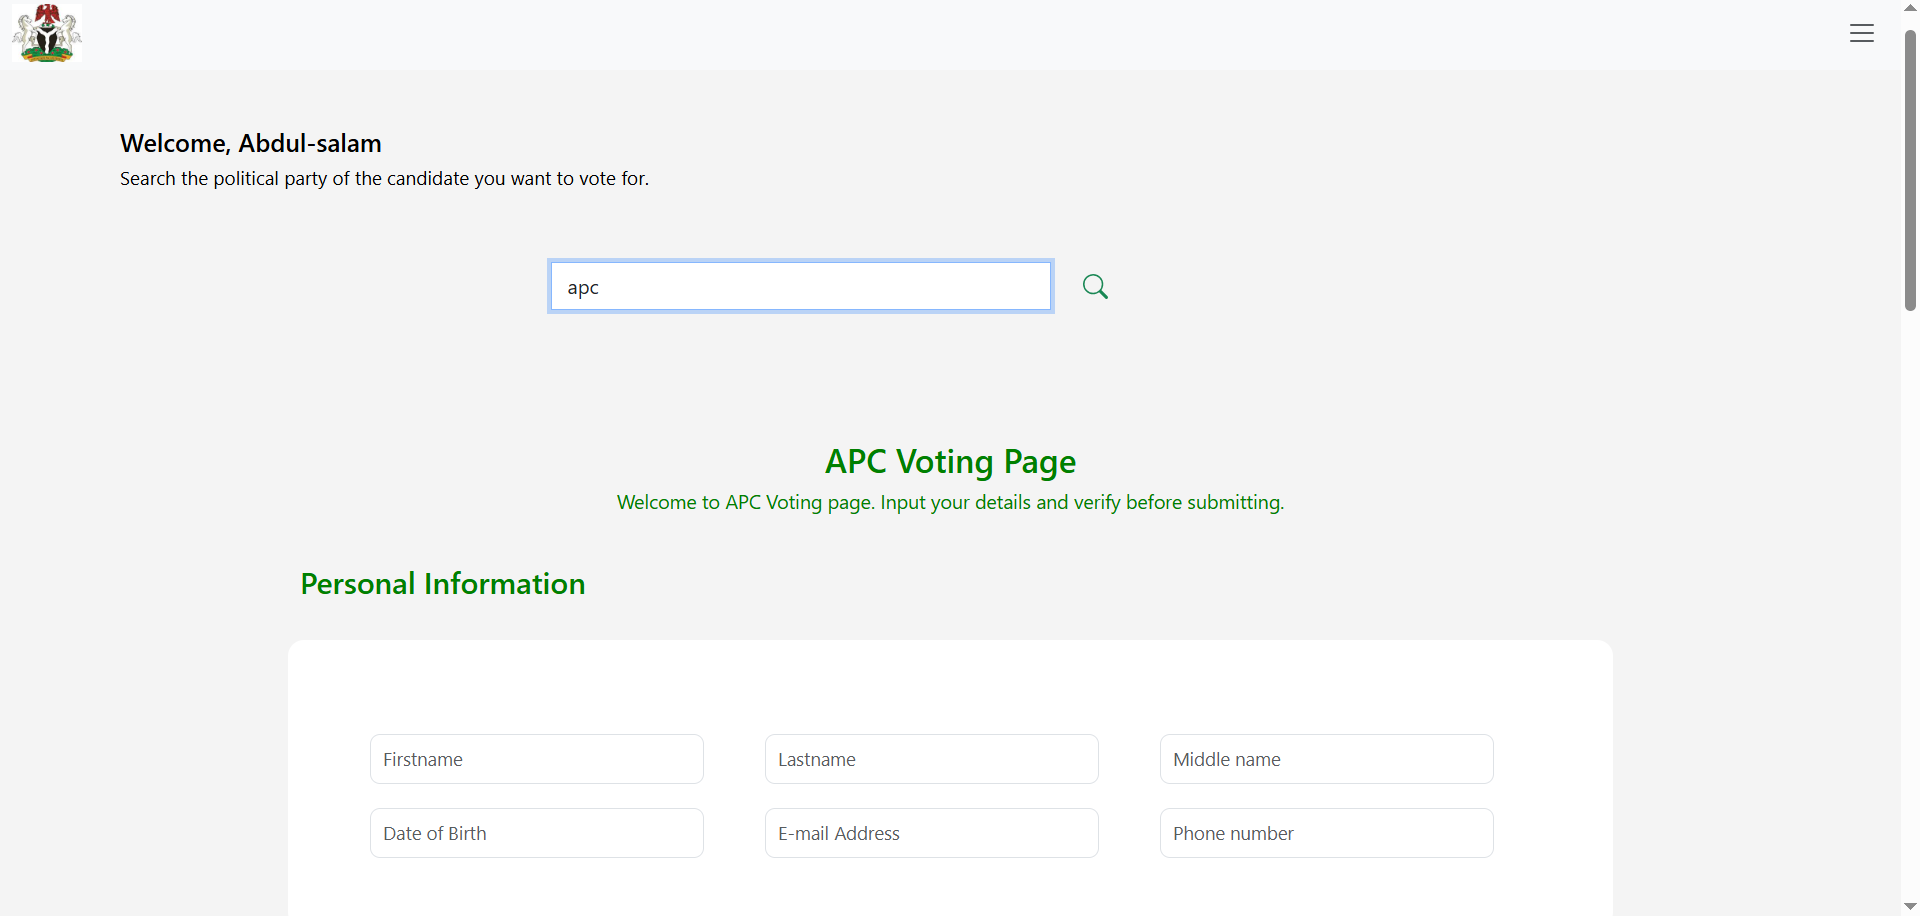 Welcome, Abdul-salam
Search the political party of the candidate you want to vote for.
apc
APC Voting Page
Welcome to APC Voting page. Input your details and verify before submitting.
Personal Information
Firstname
Lastname
Middle name
Date of Birth
E-mail Address
Phone number